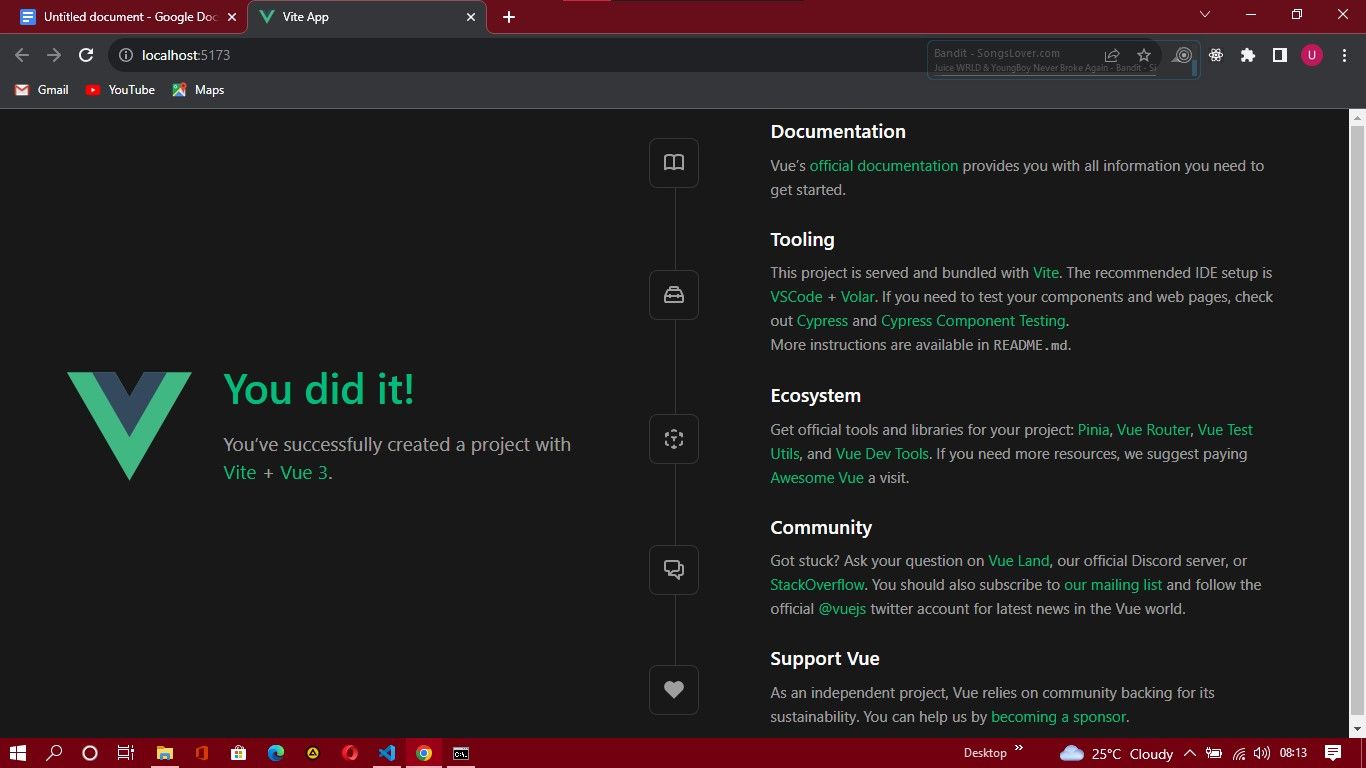 Untitled document - Google Doc
Vite App
localhost:5173
Bandit - SongsLover.com
Juice WRLD & YoungBoy Never Broke Again - Bandit - Si
U
Gmail
YouTube
Maps
Documentation
Vue’s official documentation provides you with all information you need to
get started.
Tooling
This project is served and bundled with Vite. The recommended IDE setup is
VSCode + Volar. If you need to test your components and web pages, check
out Cypress and Cypress Component Testing.
More instructions are available in README.md.
You did it!
You’ve successfully created a project with
Vite + Vue 3.
Ecosystem
Get official tools and libraries for your project: Pinia, Vue Router, Vue Test
Utils, and Vue Dev Tools. If you need more resources, we suggest paying
Awesome Vue a visit.
Community
Got stuck? Ask your question on Vue Land, our official Discord server, or
StackOverflow. You should also subscribe to our mailing list and follow the
official @vuejs twitter account for latest news in the Vue world.
Support Vue
As an independent project, Vue relies on community backing for its
sustainability. You can help us by becoming a sponsor.
Desktop
25°C Cloudy
08:13